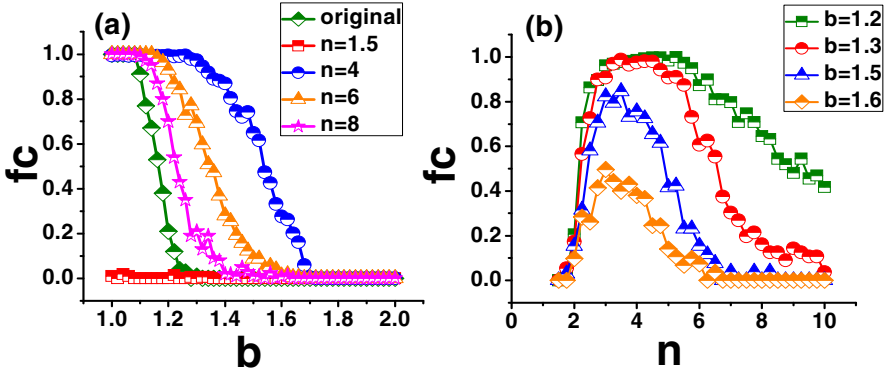 (a)
original
n=1.5
n=4
n=6
n=8
fc
1.0
0.8
0.6
0.4
0.2
0.0
1.0 1.2 1.4 1.6 1.8 2.0
b
(b)
b=1.2
b=1.3
b=1.5
b=1.6
fc
1.0
0.8
0.6
0.4
0.2
0.0
0 2 4 6 8 10
n